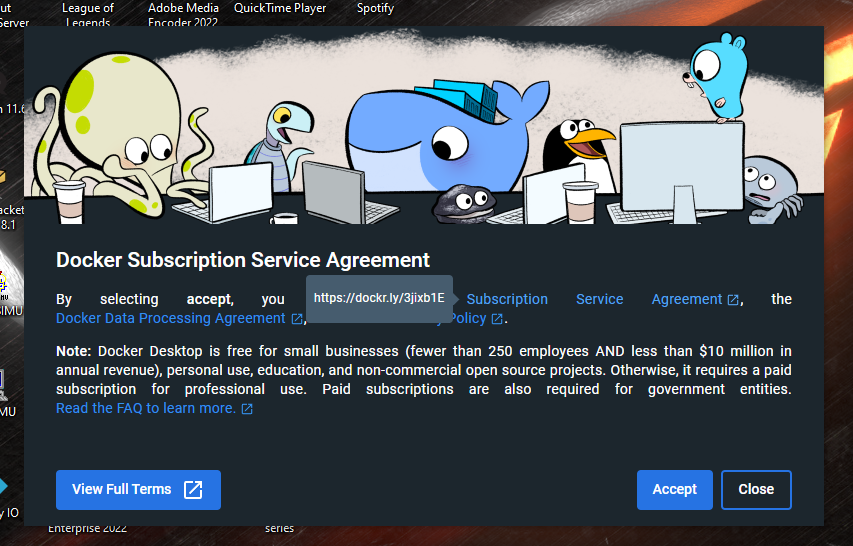 out
League of
Adobe Media
QuickTime Player
Spotify
Server
Legends
Encoder 2022
n 11.6
acket
8.1
SIMU
MU
y IO
Docker Subscription Service Agreement
By selecting accept, you
https://dockr.ly/3jixb1E
Subscription Service Agreement , the
Docker Data Processing Agreement , Policy .
Note: Docker Desktop is free for small businesses (fewer than 250 employees AND less than $10 million in
annual revenue), personal use, education, and non-commercial open source projects. Otherwise, it requires a paid
subscription for professional use. Paid subscriptions are also required for government entities.
Read the FAQ to learn more.
View Full Terms
Accept
Close
Enterprise 2022
series